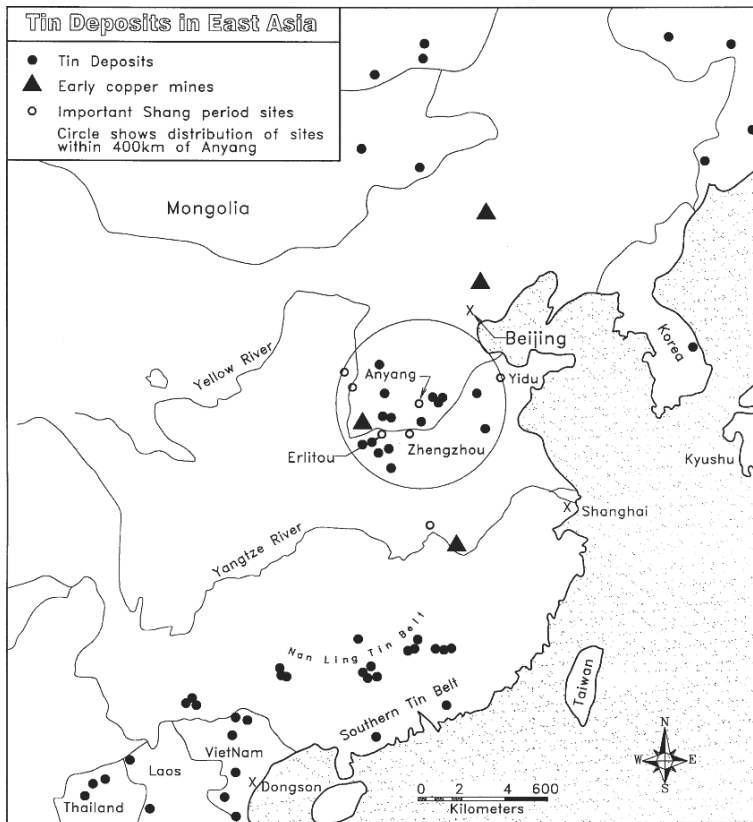 Tin Deposits in East Asia
Tin Deposits
Early copper mines
Important Shang period sites
Circle shows distribution of sites
within 400km of Anyang
Mongolia
Beijing
Yellow River
Korea
Anyang
Yidu
Zhengzhou
Erlitou
Kyushu
X Shanghai
Yangtze River
Nan Ling Tin Belt
Taiwan
Southern Tin Belt
N
W E
S
VietNam
Laos
X Dongson
Thailand
0 2 4 600
Kilometers